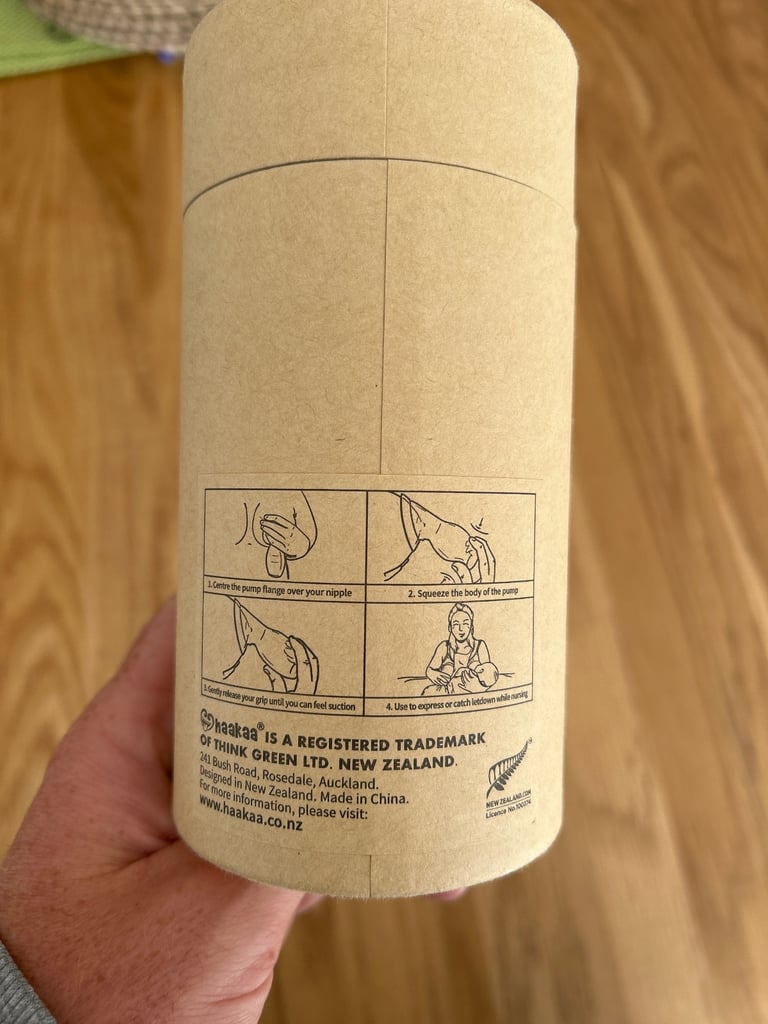 1. Centre the pump flange over your nipple
2. Squeeze the body of the pump
3. Gently release your grip until you can feel suction
4. Use to express or catch letdown while nursing
haakaa® IS A REGISTERED TRADEMARK
OF THINK GREEN LTD. NEW ZEALAND.
241 Bush Road, Rosedale, Auckland.
Designed in New Zealand. Made in China.
For more information, please visit:
www.haakaa.co.nz
NEW ZEALAND.COM
Licence No.100374